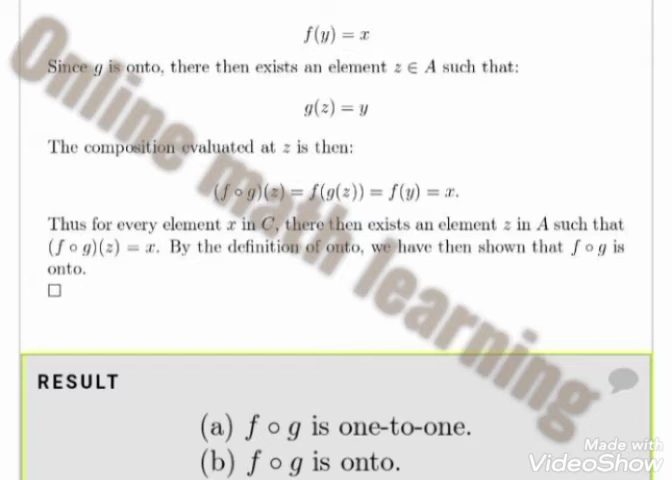 f(y) = x
Since g is onto, there then exists an element z ∈ A such that:
g(z) = y
The composition evaluated at z is then:
(f ∘ g)(z) = f(g(z)) = f(y) = x.
Thus for every element x in C, there then exists an element z in A such that
(f ∘ g)(z) = x. By the definition of onto, we have then shown that f ∘ g is
onto.
□
Online math learning
RESULT
(a) f ∘ g is one-to-one.
(b) f ∘ g is onto.
Made with
VideoShow